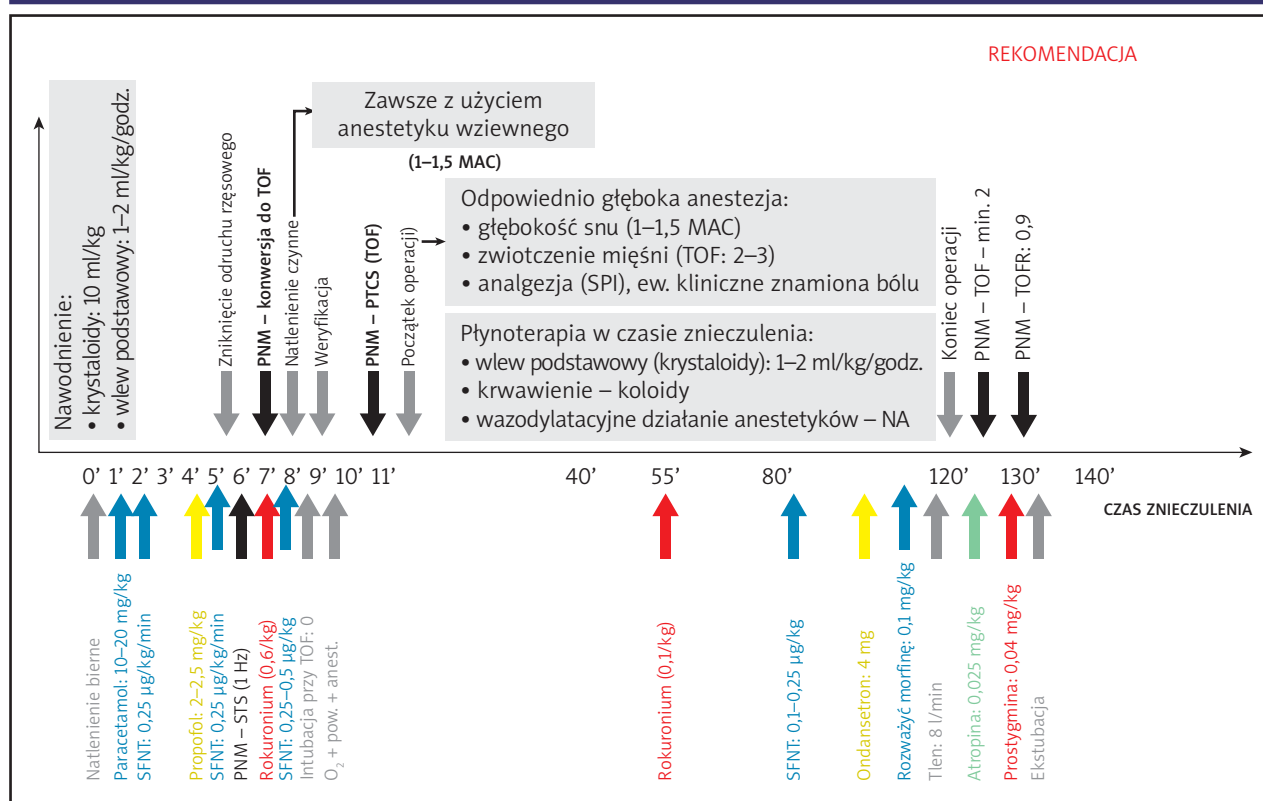 REKOMENDACJA
Nawodnienie:
• krystaloidy: 10 ml/kg
• wlew podstawowy: 1–2 ml/kg/godz.
Zniknięcie odruchu rzęsowego
PNM – konwersja do TOF
Natlenienie czynne
Weryfikacja
PNM – PTCS (TOF)
Początek operacji)
Zawsze z użyciem
anestetyku wziewnego
(1–1,5 MAC)
Odpowiednio głęboka anestezja:
• głębokość snu (1–1,5 MAC)
• zwiotczenie mięśni (TOF: 2–3)
• analgezja (SPI), ew. kliniczne znamiona bólu
Płynoterapia w czasie znieczulenia:
• wlew podstawowy (krystaloidy): 1–2 ml/kg/godz.
• krwawienie – koloidy
• wazodylatacyjne działanie anestetyków – NA
Koniec operacji
PNM – TOF – min. 2
PNM – TOFR: 0,9
0’ 1’ 2’ 3’ 4’ 5’ 6’ 7’ 8’ 9’ 10’ 11’ 40’ 55’ 80’ 120’ 130’ 140’
CZAS ZNIECZULENIA
Natlenienie bierne
Paracetamol: 10–20 mg/kg
SFNT: 0,25 µg/kg/min
Propofol: 2–2,5 mg/kg
SFNT: 0,25 µg/kg/min
PNM – STS (1 Hz)
Rokuronium (0,6/kg)
SFNT: 0,25–0,5 µg/kg
Intubacja przy TOF: 0
O₂ + pow. + anest.
Rokuronium (0,1/kg)
SFNT: 0,1–0,25 µg/kg
Ondansetron: 4 mg
Rozważyć morfinę: 0,1 mg/kg
Tlen: 8 l/min
Atropina: 0,025 mg/kg
Prostygmina: 0,04 mg/kg
Ekstubacja